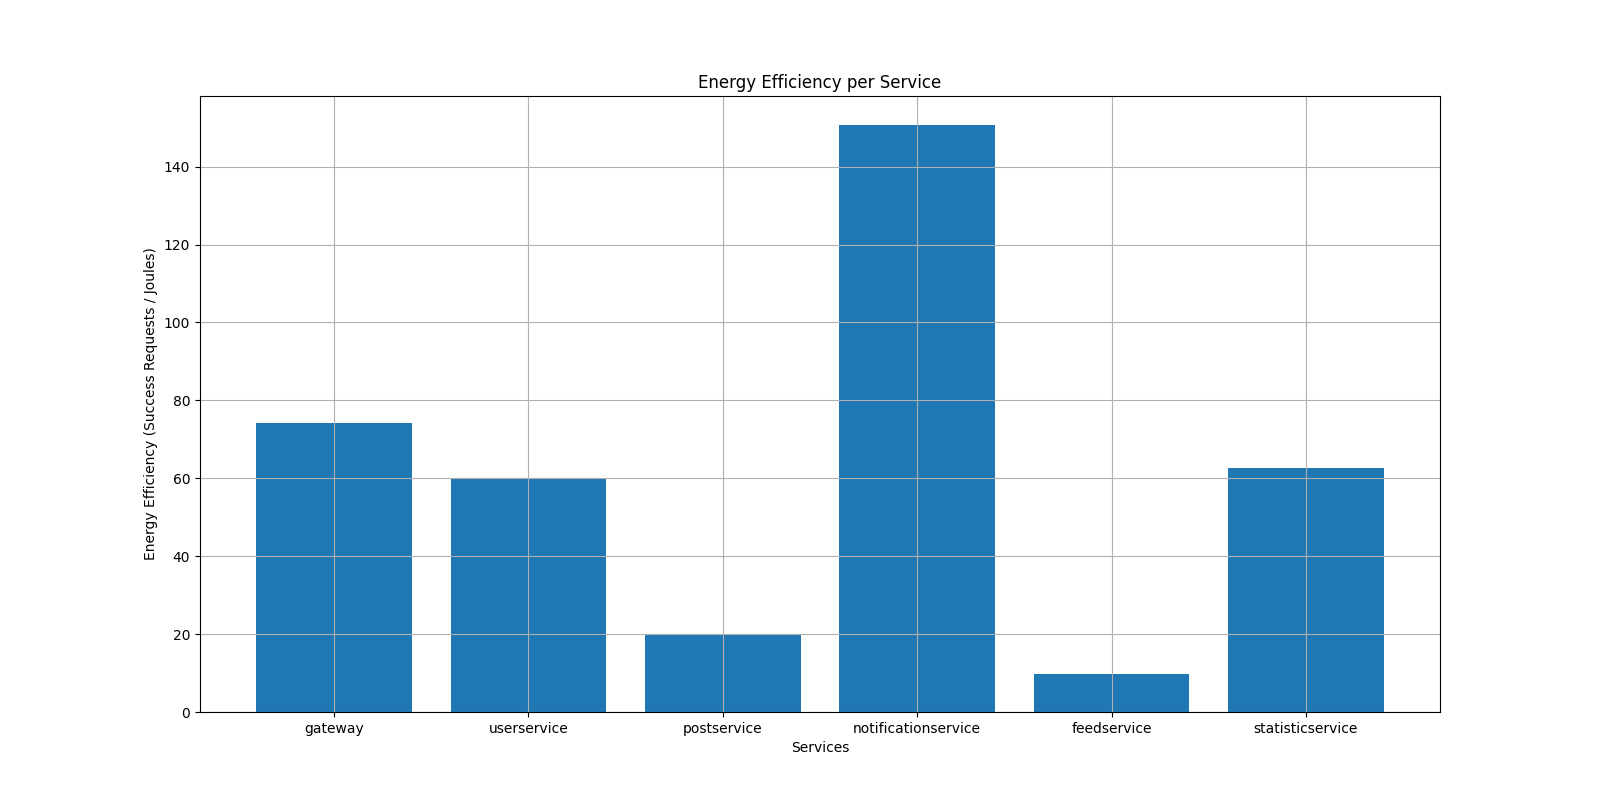 Energy Efficiency per Service
Energy Efficiency (Success Requests / Joules)
140
120
100
80
60
40
20
0
gateway userservice postservice notificationservice feedservice statisticservice
Services